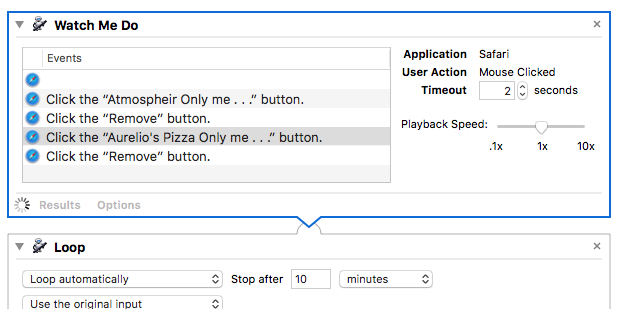 Watch Me Do
Events
Click the “Atmospheir Only me . . .” button.
Click the “Remove” button.
Click the “Aurelio's Pizza Only me . . .” button.
Click the “Remove” button.
Application Safari
User Action Mouse Clicked
Timeout 2 seconds
Playback Speed:
.1x 1x 10x
Results Options
Loop
Loop automatically Stop after 10 minutes
Use the original input